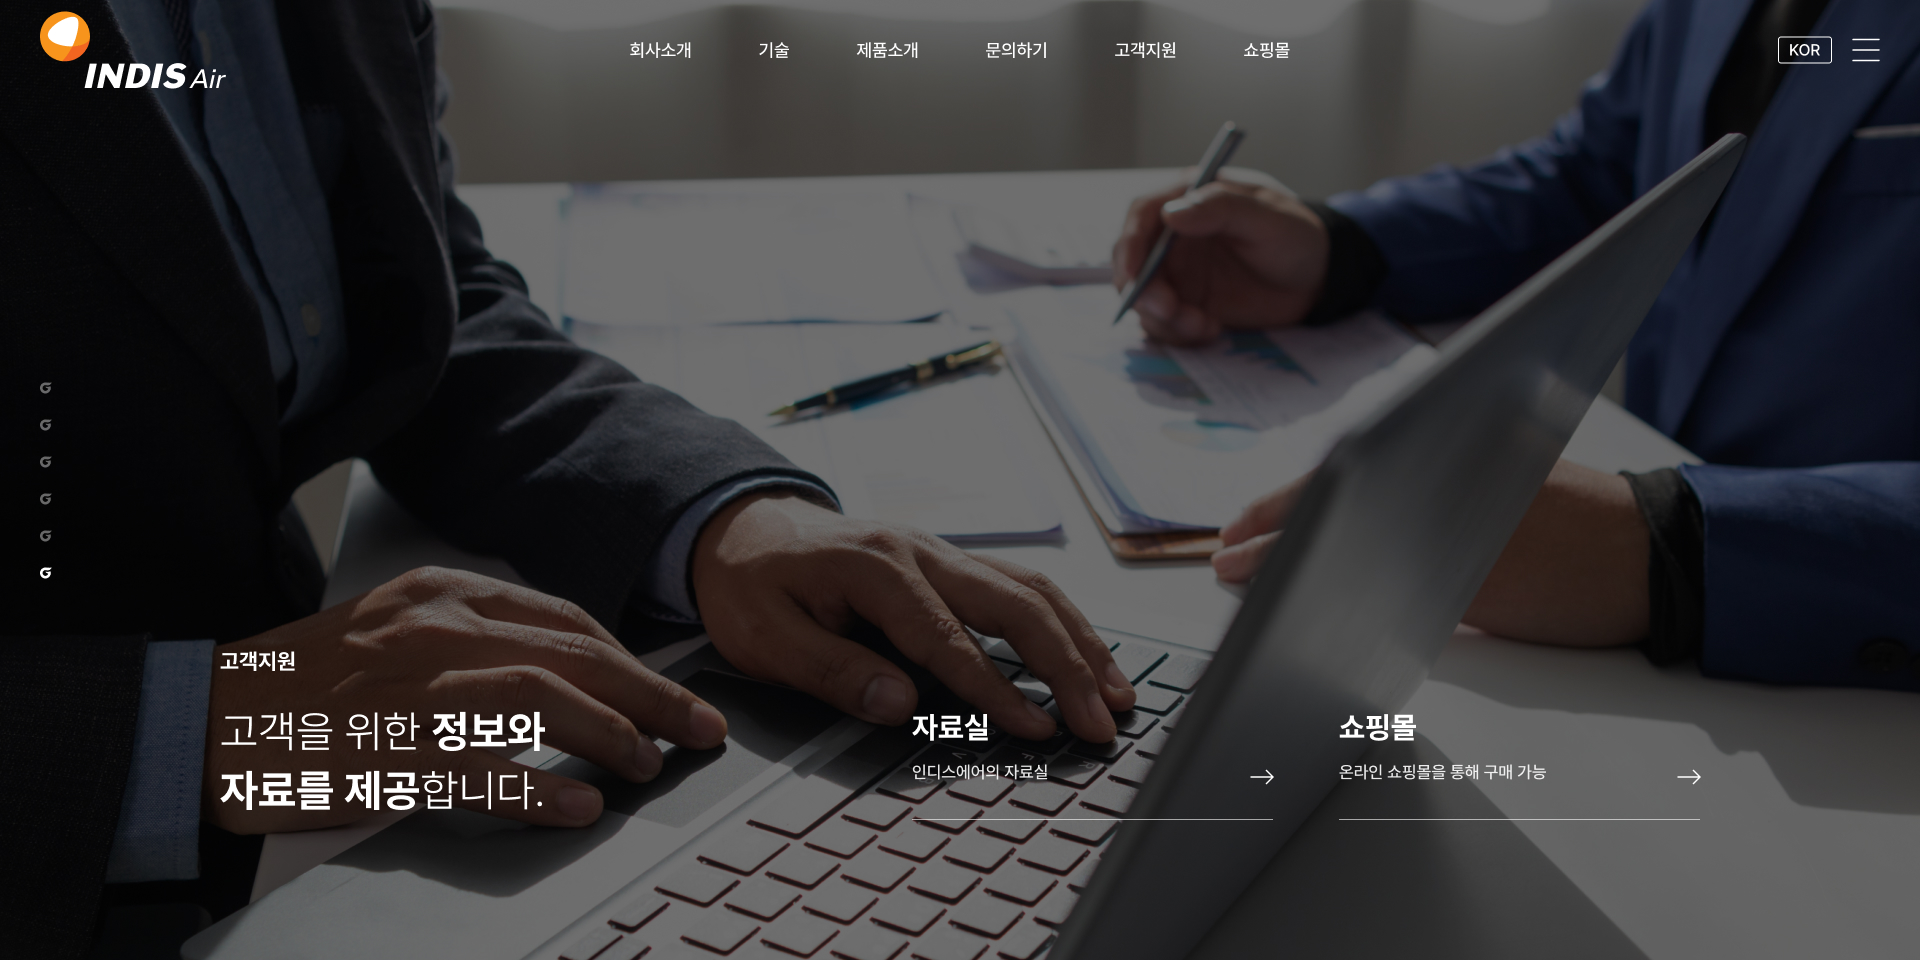 INDIS Air
회사소개
기술
제품소개
문의하기
고객지원
쇼핑몰
KOR
고객지원
고객을 위한 정보와
자료를 제공합니다.
자료실
인디스에어의 자료실
쇼핑몰
온라인 쇼핑몰을 통해 구매 가능